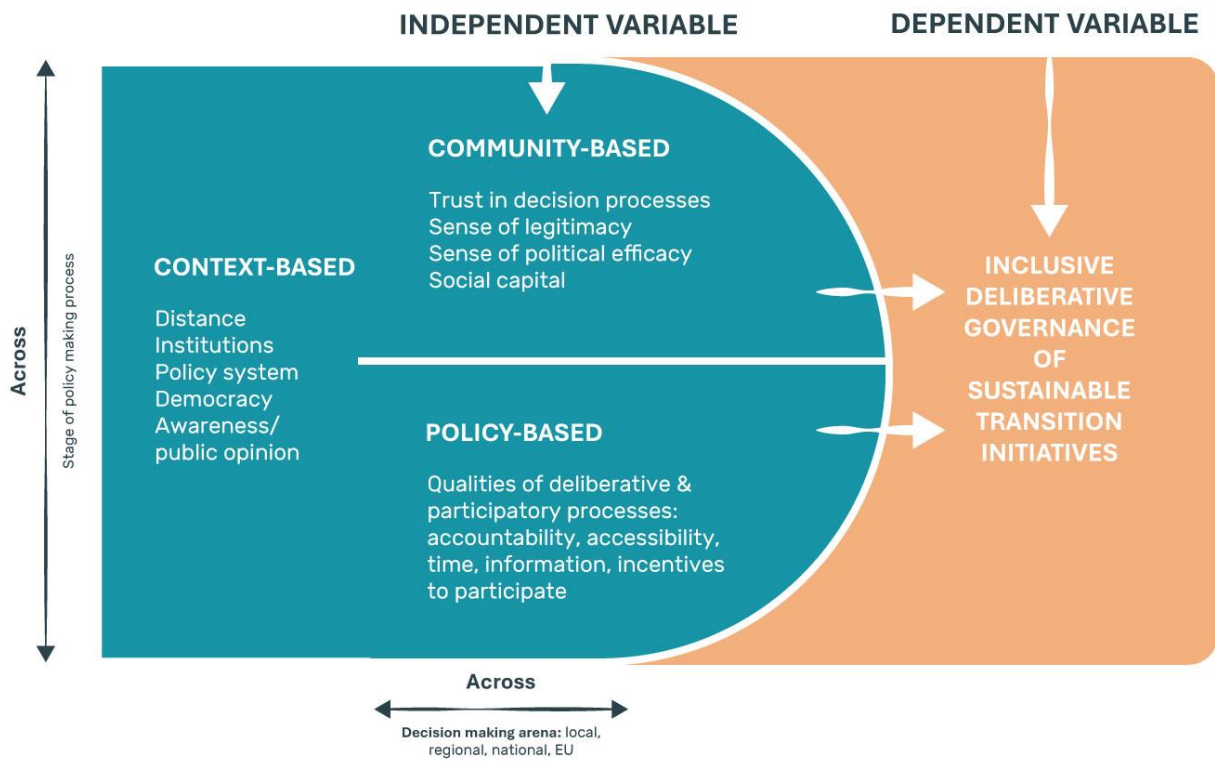 INDEPENDENT VARIABLE
DEPENDENT VARIABLE
COMMUNITY-BASED
Trust in decision processes
Sense of legitimacy
Sense of political efficacy
Social capital
CONTEXT-BASED
Distance
Institutions
Policy system
Democracy
Awareness/
public opinion
POLICY-BASED
Qualities of deliberative &
participatory processes:
accountability, accessibility,
time, information, incentives
to participate
INCLUSIVE
DELIBERATIVE
GOVERNANCE
OF
SUSTAINABLE
TRANSITION
INITIATIVES
Across
Stage of policy making process
Across
Decision making arena: local,
regional, national, EU